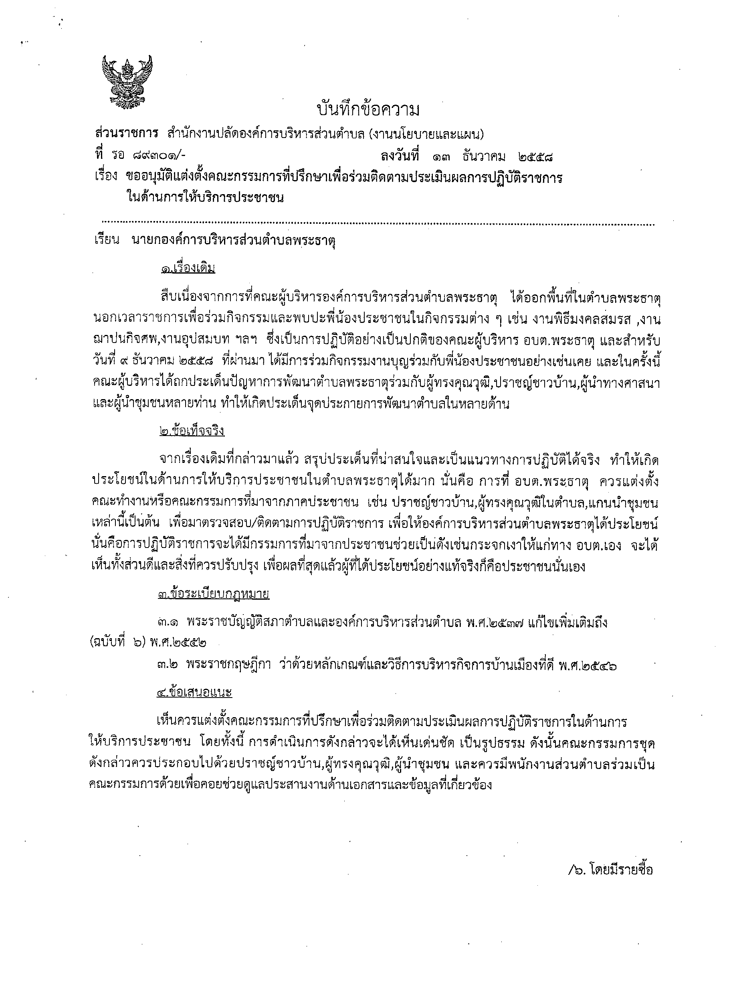 บันทึกข้อความ
ส่วนราชการ สำนักงานปลัดองค์การบริหารส่วนตำบล (งานนโยบายและแผน)
ที่ รอ ๘๙๓๐๑/- ลงวันที่ ๑๓ ธันวาคม ๒๕๕๘
เรื่อง ขออนุมัติแต่งตั้งคณะกรรมการที่ปรึกษาเพื่อร่วมติดตามประเมินผลการปฏิบัติราชการ
ในด้านการให้บริการประชาชน
เรียน นายกองค์การบริหารส่วนตำบลพระธาตุ
๑.เรื่องเดิม
สืบเนื่องจากการที่คณะผู้บริหารองค์การบริหารส่วนตำบลพระธาตุ ได้ออกพื้นที่ในตำบลพระธาตุ
นอกเวลาราชการเพื่อร่วมกิจกรรมและพบปะพี่น้องประชาชนในกิจกรรมต่าง ๆ เช่น งานพิธีมงคลสมรส ,งาน
ฌาปนกิจศพ,งานอุปสมบท ฯลฯ ซึ่งเป็นการปฏิบัติอย่างเป็นปกติของคณะผู้บริหาร อบต.พระธาตุ และสำหรับ
วันที่ ๙ ธันวาคม ๒๕๕๘ ที่ผ่านมา ได้มีการร่วมกิจกรรมงานบุญร่วมกับพี่น้องประชาชนอย่างเช่นเคย และในครั้งนี้
คณะผู้บริหารได้ถกประเด็นปัญหาการพัฒนาตำบลพระธาตุร่วมกับผู้ทรงคุณวุฒิ,ปราชญ์ชาวบ้าน,ผู้นำทางศาสนา
และผู้นำชุมชนหลายท่าน ทำให้เกิดประเด็นจุดประกายการพัฒนาตำบลในหลายด้าน
๒.ข้อเท็จจริง
จากเรื่องเดิมที่กล่าวมาแล้ว สรุปประเด็นที่น่าสนใจและเป็นแนวทางการปฏิบัติได้จริง ทำให้เกิด
ประโยชน์ในด้านการให้บริการประชาชนในตำบลพระธาตุได้มาก นั่นคือ การที่ อบต.พระธาตุ ควรแต่งตั้ง
คณะทำงานหรือคณะกรรมการที่มาจากภาคประชาชน เช่น ปราชญ์ชาวบ้าน,ผู้ทรงคุณวุฒิในตำบล,แกนนำชุมชน
เหล่านี้เป็นต้น เพื่อมาตรวจสอบ/ติดตามการปฏิบัติราชการ เพื่อให้องค์การบริหารส่วนตำบลพระธาตุได้ประโยชน์
นั่นคือการปฏิบัติราชการจะได้มีกรรมการที่มาจากประชาชนช่วยเป็นดังเช่นกระจกเงาให้แก่ทาง อบต.เอง จะได้
เห็นทั้งส่วนดีและสิ่งที่ควรปรับปรุง เพื่อผลที่สุดแล้วผู้ที่ได้ประโยชน์อย่างแท้จริงก็คือประชาชนนั่นเอง
๓.ข้อระเบียบกฎหมาย
๓.๑ พระราชบัญญัติสภาตำบลและองค์การบริหารส่วนตำบล พ.ศ.๒๕๓๗ แก้ไขเพิ่มเติมถึง
(ฉบับที่ ๖) พ.ศ.๒๕๕๒
๓.๒ พระราชกฤษฎีกา ว่าด้วยหลักเกณฑ์และวิธีการบริหารกิจการบ้านเมืองที่ดี พ.ศ.๒๕๔๖
๔.ข้อเสนอแนะ
เห็นควรแต่งตั้งคณะกรรมการที่ปรึกษาเพื่อร่วมติดตามประเมินผลการปฏิบัติราชการในด้านการ
ให้บริการประชาชน โดยทั้งนี้ การดำเนินการดังกล่าวจะได้เห็นเด่นชัด เป็นรูปธรรม ดังนั้นคณะกรรมการชุด
ดังกล่าวควรประกอบไปด้วยปราชญ์ชาวบ้าน,ผู้ทรงคุณวุฒิ,ผู้นำชุมชน และควรมีพนักงานส่วนตำบลร่วมเป็น
คณะกรรมการด้วยเพื่อคอยช่วยดูแลประสานงานด้านเอกสารและข้อมูลที่เกี่ยวข้อง
/๖. โดยมีรายชื่อ